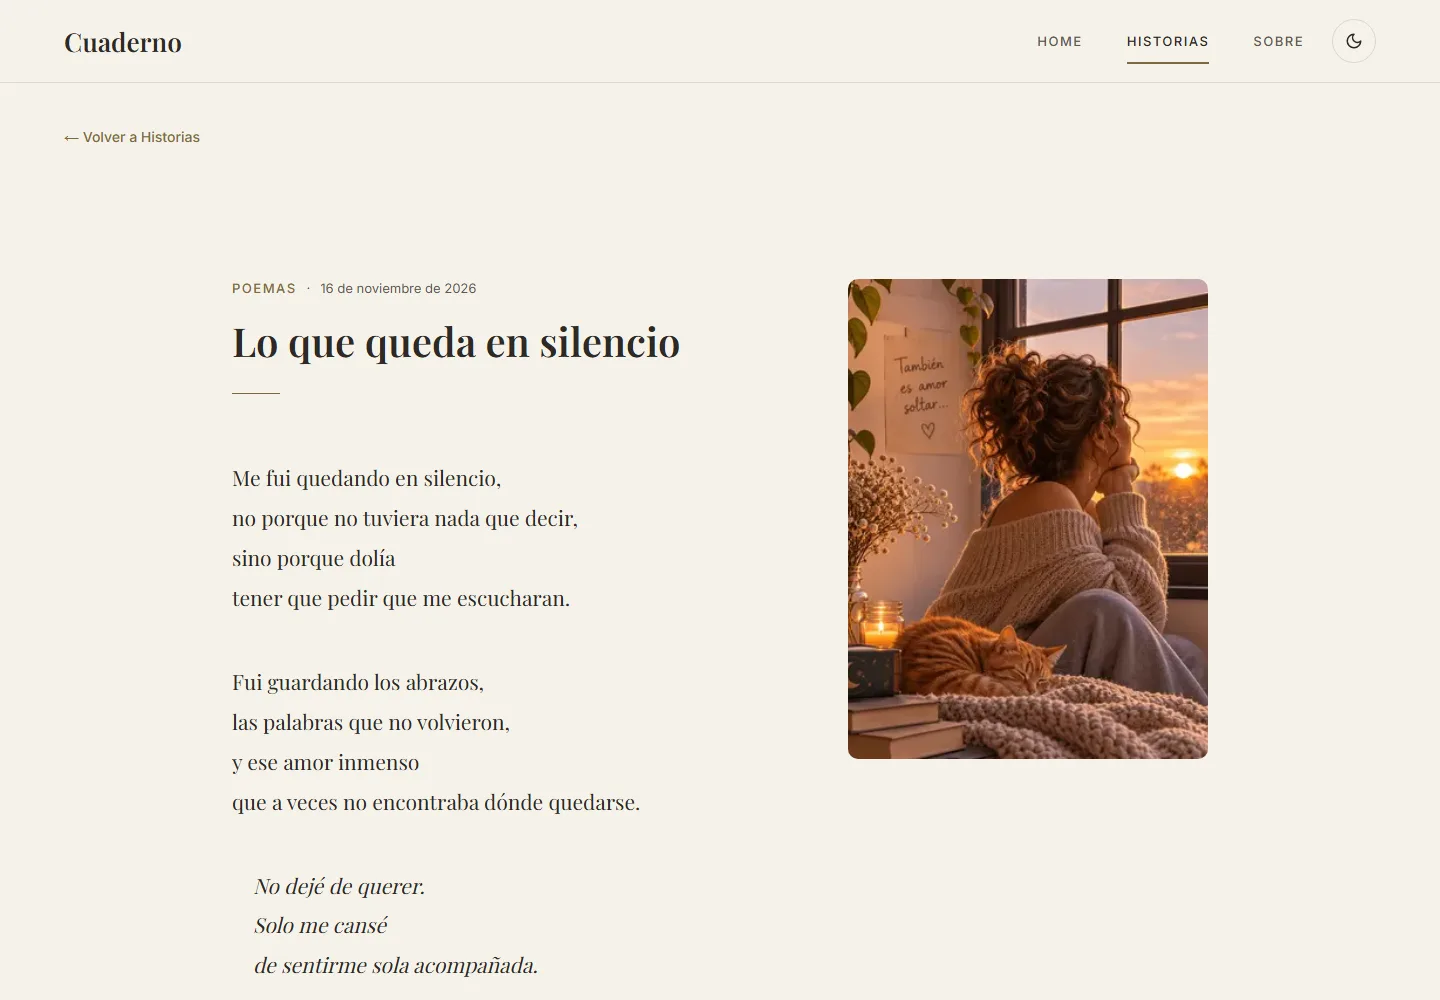 Cuaderno
HOME
HISTORIAS
SOBRE
← Volver a Historias
POEMAS · 16 de noviembre de 2026
Lo que queda en silencio
Me fui quedando en silencio,
no porque no tuviera nada que decir,
sino porque dolía
tener que pedir que me escucharan.
Fui guardando los abrazos,
las palabras que no volvieron,
y ese amor inmenso
que a veces no encontraba dónde quedarse.
No dejé de querer.
Solo me cansé
de sentirme sola acompañada.
También
es amor
soltar...